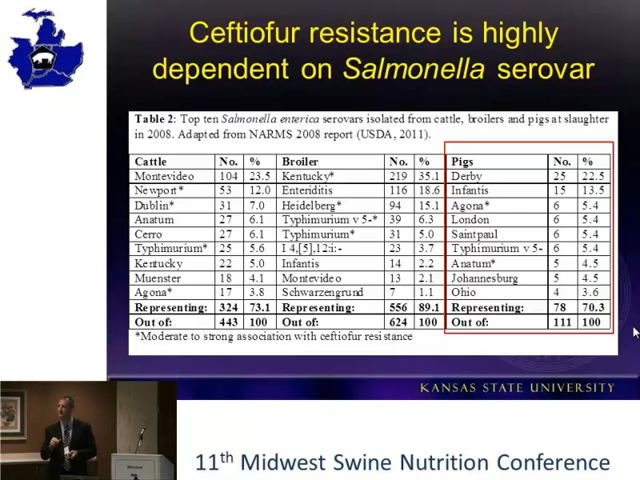 Ceftiofur resistance is highly
dependent on Salmonella serovar
Table 2: Top ten Salmonella enterica serovars isolated from cattle, broilers and pigs at slaughter
in 2008. Adapted from NARMS 2008 report (USDA, 2011).
Cattle No. % Broiler No. % Pigs No. %
Montevideo 104 23.5 Kentucky* 219 35.1 Derby 25 22.5
Newport* 53 12.0 Enteriditis 116 18.6 Infantis 15 13.5
Dublin* 31 7.0 Heidelberg* 94 15.1 Agona* 6 5.4
Anatum 27 6.1 Typhimurium v 5-* 39 6.3 London 6 5.4
Cerro 27 6.1 Typhimurium* 31 5.0 Saintpaul 6 5.4
Typhimurium* 25 5.6 I 4,[5],12:i:- 23 3.7 Typhimurium v 5- 6 5.4
Kentucky 22 5.0 Infantis 14 2.2 Anatum* 5 4.5
Muenster 18 4.1 Montevideo 13 2.1 Johannesburg 5 4.5
Agona* 17 3.8 Schwarzengrund 7 1.1 Ohio 4 3.6
Representing: 324 73.1 Representing: 556 89.1 Representing: 78 70.3
Out of: 443 100 Out of: 624 100 Out of: 111 100
*Moderate to strong association with ceftiofur resistance
KANSAS STATE UNIVERSITY
11th Midwest Swine Nutrition Conference